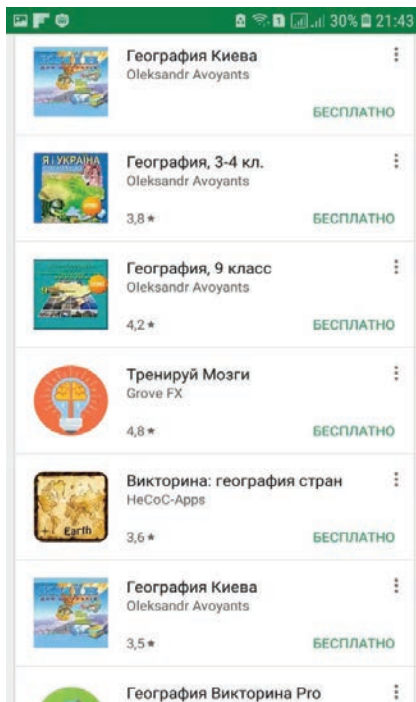 30% 21:43
География Киева
Oleksandr Avoyants
БЕСПЛАТНО
Я і УКРАЇНА
География, 3-4 кл.
Oleksandr Avoyants
3,8 ★
БЕСПЛАТНО
География, 9 класс
Oleksandr Avoyants
4,2 ★
БЕСПЛАТНО
Тренируй Мозги
Grove FX
4,8 ★
БЕСПЛАТНО
Викторина: география стран
HeCoC-Apps
Earth
3,6 ★
БЕСПЛАТНО
География Киева
Oleksandr Avoyants
3,5 ★
БЕСПЛАТНО
География Викторина Pro